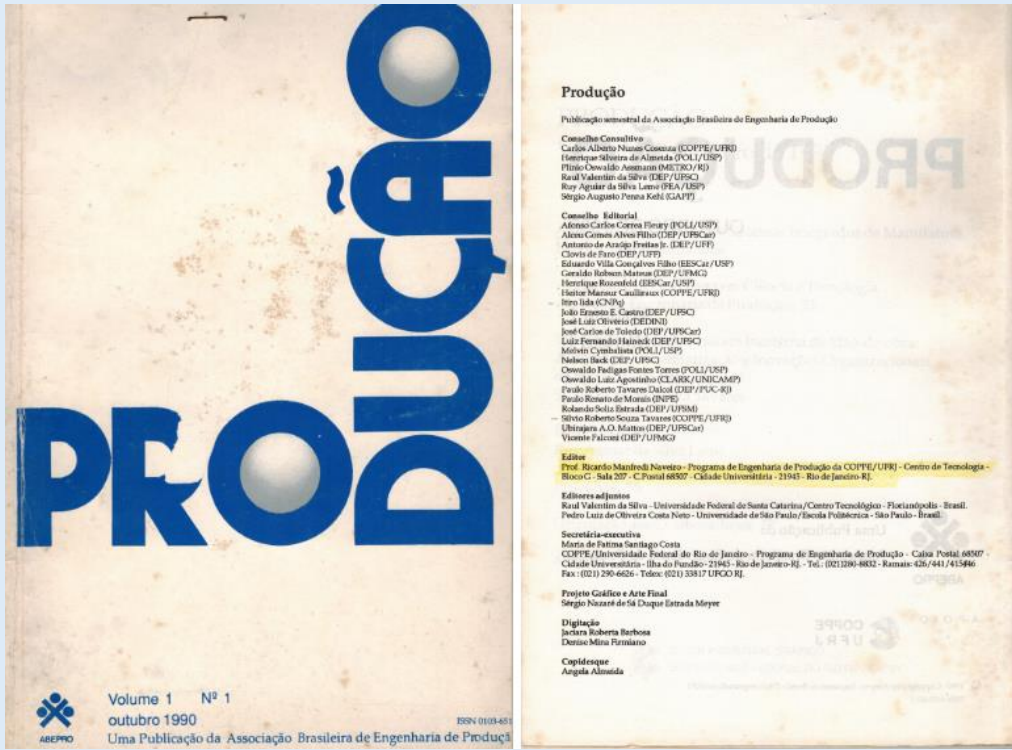 PRODUÇÃO
ABEPRO
Volume 1 Nº 1
outubro 1990
Uma Publicação da Associação Brasileira de Engenharia de Produçã
ISSN 0103-651
Produção
Publicação semestral da Associação Brasileira de Engenharia de Produção
Conselho Consultivo
Carlos Alberto Nunes Cosenza (COPPE/UFRJ)
Henrique Silveira de Almeida (POLI/USP)
Plínio Oswaldo Assmann (METRO/RJ)
Raul Valentim da Silva (DEP/UFSC)
Ruy Aguiar da Silva Leme (FEA/USP)
Sérgio Augusto Penna Kehl (GAPP)
Conselho Editorial
Afonso Carlos Correa Fleury (POLI/USP)
Alceu Gomes Alves Filho (DEP/UFSCar)
Antonio de Araújo Freitas Jr. (DEP/UFF)
Clovis de Faro (DEP/UFF)
Eduardo Villa Gonçalves Filho (EESCar/USP)
Geraldo Robson Mateus (DEP/UFMG)
Henrique Rozenfeld (EESCar/USP)
Heitor Mansur Caulliraux (COPPE/UFRJ)
Itiro Iida (CNPq)
João Ernesto E. Castro (DEP/UFSC)
José Luiz Olivério (DEDINI)
José Carlos de Toledo (DEP/UFSCar)
Luiz Fernando Haineck (DEP/UFSC)
Melvin Cymbalista (POLI/USP)
Nelson Back (DEP/UFSC)
Oswaldo Fadigas Fontes Torres (POLI/USP)
Oswaldo Luiz Agostinho (CLARK/UNICAMP)
Paulo Roberto Tavares Dalcol (DEP/PUC-RJ)
Paulo Renato de Morais (INPE)
Rolando Soliz Estrada (DEP/UFSM)
Silvio Roberto Souza Tavares (COPPE/UFRJ)
Ubirajara A.O. Mattos (DEP/UFSCar)
Vicente Falconi (DEP/UFMG)
Editor
Prof. Ricardo Manfredi Naveiro - Programa de Engenharia de Produção da COPPE/UFRJ - Centro de Tecnologia -
Bloco G - Sala 207 - C.Postal 68507 - Cidade Universitária - 21945 - Rio de Janeiro-RJ.
Editores adjuntos
Raul Valentim da Silva - Universidade Federal de Santa Catarina/Centro Tecnológico - Florianópolis - Brasil.
Pedro Luiz de Oliveira Costa Neto - Universidade de São Paulo/Escola Politécnica - São Paulo - Brasil.
Secretária-executiva
Maria de Fatima Santiago Costa
COPPE/Universidade Federal do Rio de Janeiro - Programa de Engenharia de Produção - Caixa Postal 68507 -
Cidade Universitária - Ilha do Fundão - 21945 - Rio de Janeiro-RJ. - Tel.: (021)280-8832 - Ramais: 426/441/415
Fax : (021) 290-6626 - Telex: (021) 33817 UFCO RJ.
Projeto Gráfico e Arte Final
Sérgio Nazaré de Sá Duque Estrada Meyer
Digitação
Jaciara Roberta Barbosa
Denise Mira Firmiano
Copidesque
Angela Almeida